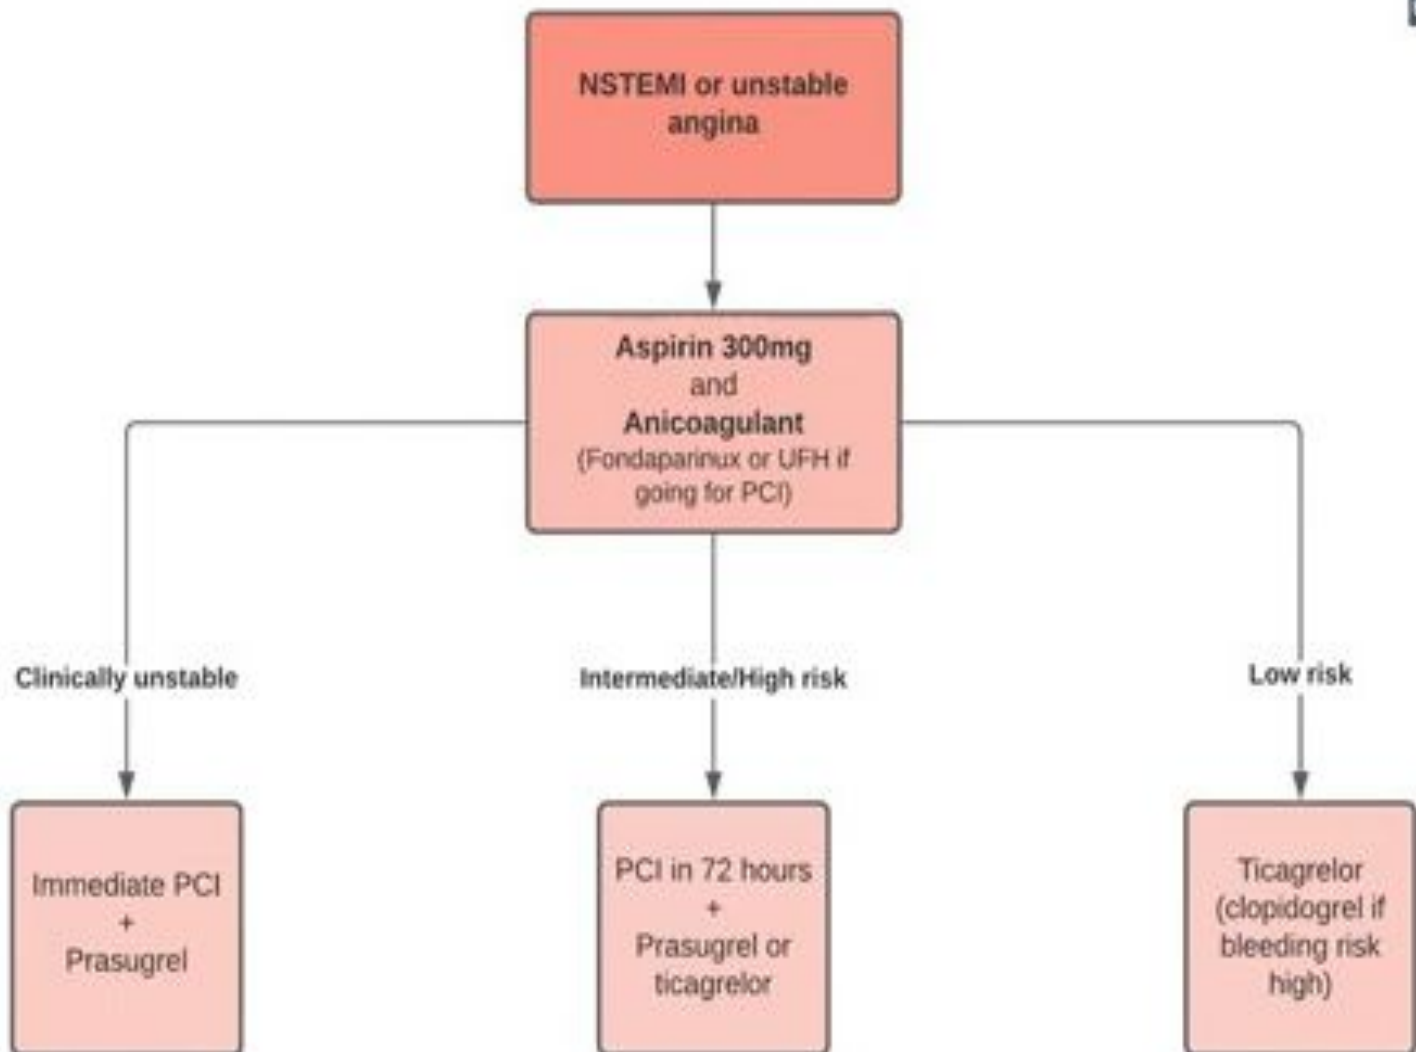 NSTEMI or unstable
angina
Aspirin 300mg
and
Anicoagulant
(Fondaparinux or UFH if
going for PCI)
Clinically unstable
Intermediate/High risk
Low risk
Immediate PCI
+
Prasugrel
PCI in 72 hours
+
Prasugrel or
ticagrelor
Ticagrelor
(clopidogrel if
bleeding risk
high)